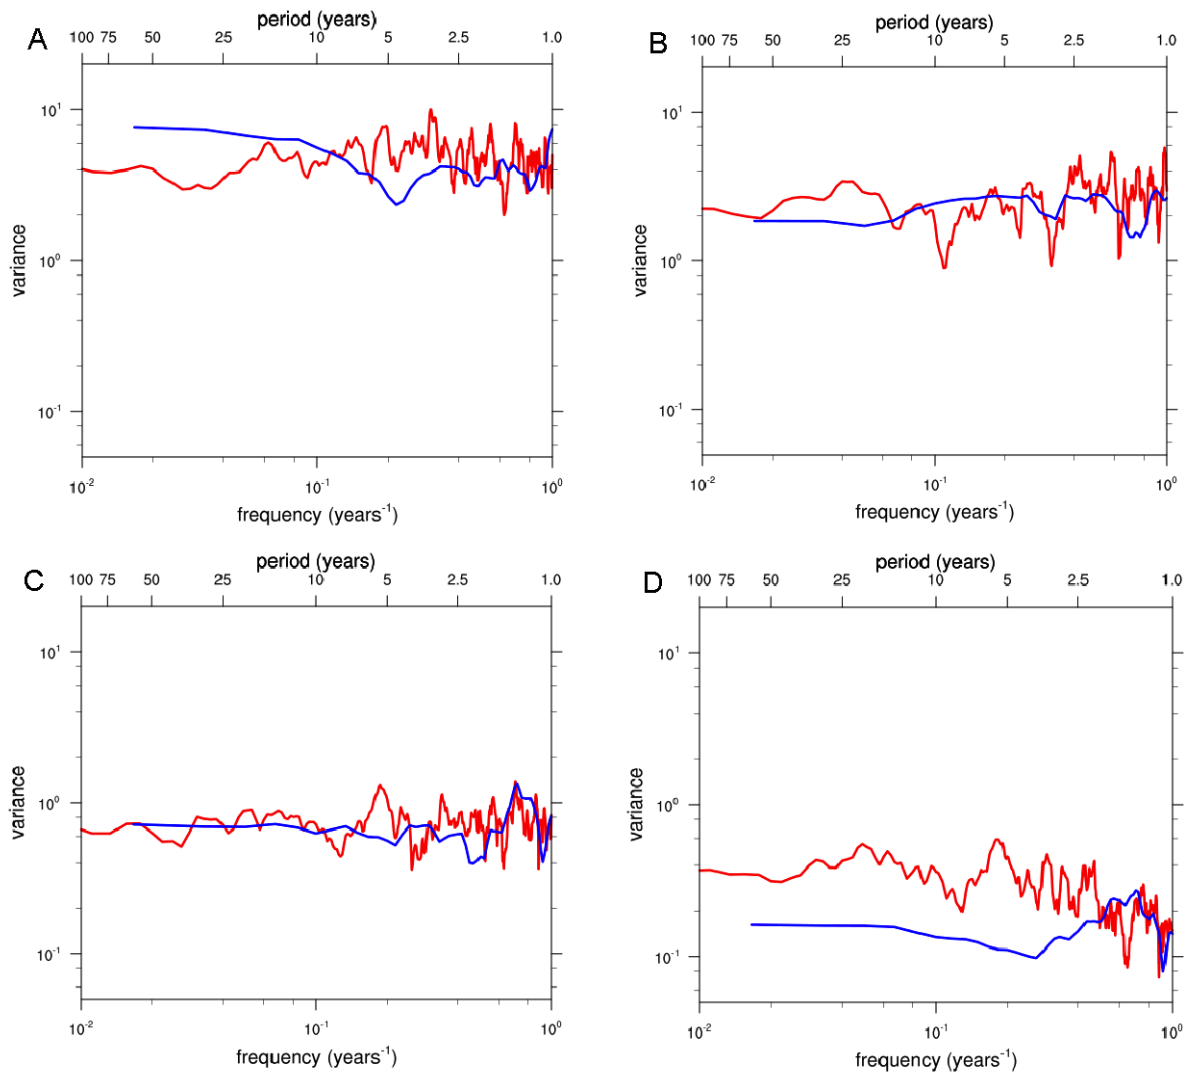 A
period (years)
100 75 50 25 10 5 2.5 1.0
variance
10¹
10⁰
10⁻¹
10⁻² 10⁻¹ 10⁰
frequency (years⁻¹)
B
period (years)
100 75 50 25 10 5 2.5 1.0
variance
10¹
10⁰
10⁻¹
10⁻² 10⁻¹ 10⁰
frequency (years⁻¹)
C
period (years)
100 75 50 25 10 5 2.5 1.0
variance
10¹
10⁰
10⁻¹
10⁻² 10⁻¹ 10⁰
frequency (years⁻¹)
D
period (years)
100 75 50 25 10 5 2.5 1.0
variance
10¹
10⁰
10⁻¹
10⁻² 10⁻¹ 10⁰
frequency (years⁻¹)